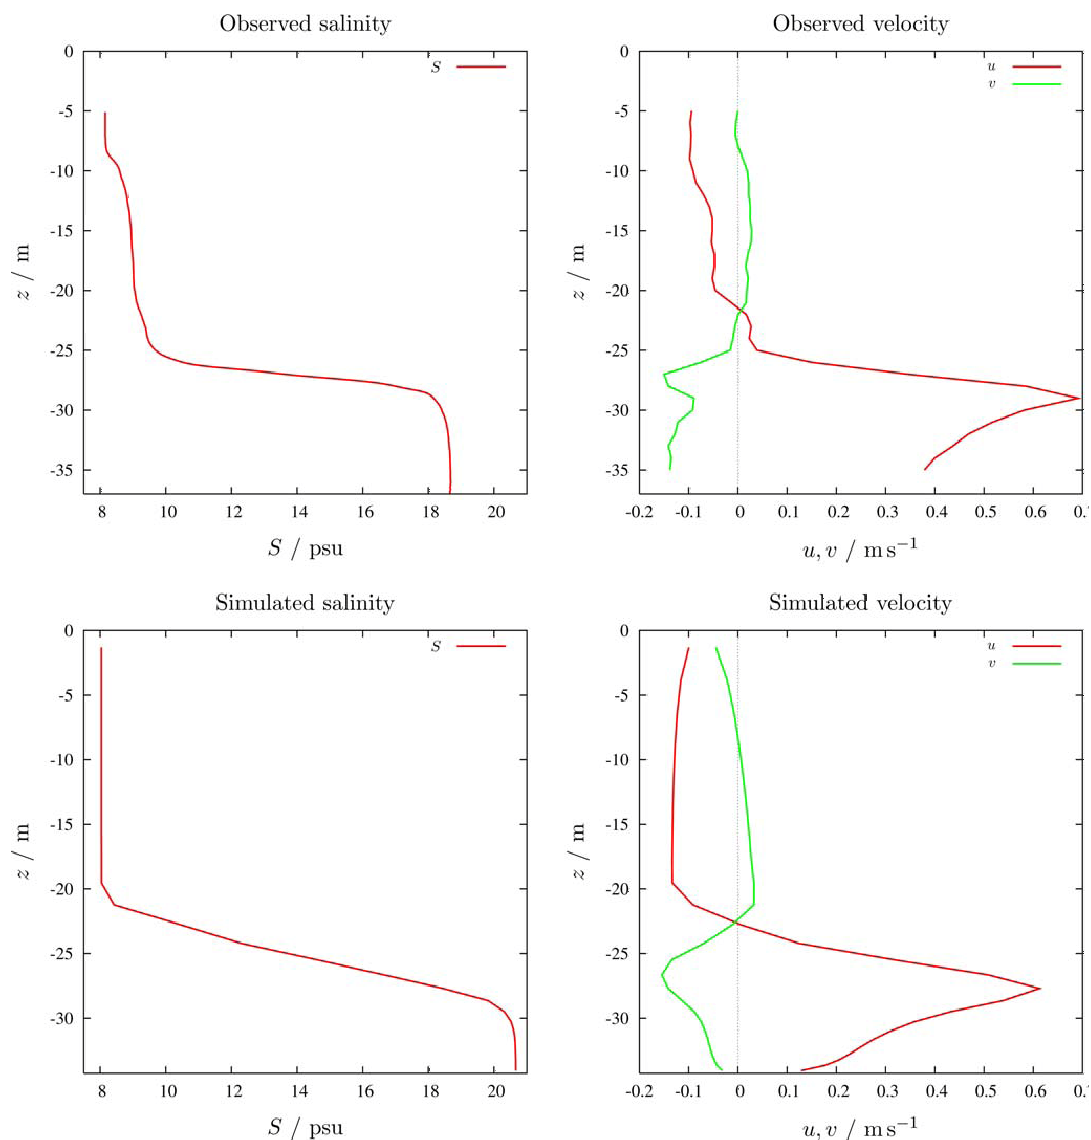 Observed salinity
S
0
-5
-10
-15
-20
-25
-30
-35
z / m
8 10 12 14 16 18 20
S / psu
Observed velocity
u
v
0
-5
-10
-15
-20
-25
-30
-35
z / m
-0.2 -0.1 0 0.1 0.2 0.3 0.4 0.5 0.6
u, v / m s⁻¹
Simulated salinity
S
0
-5
-10
-15
-20
-25
-30
z / m
8 10 12 14 16 18 20
S / psu
Simulated velocity
u
v
0
-5
-10
-15
-20
-25
-30
z / m
-0.2 -0.1 0 0.1 0.2 0.3 0.4 0.5 0.6
u, v / m s⁻¹